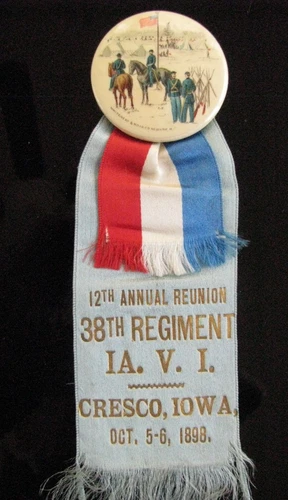 12TH ANNUAL REUNION
38TH REGIMENT
IA. V. I.
CRESCO, IOWA,
OCT. 5-6, 1898.